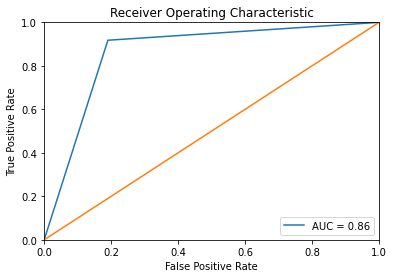 Receiver Operating Characteristic
True Positive Rate
1.0
0.8
0.6
0.4
0.2
0.0
AUC = 0.86
0.0 0.2 0.4 0.6 0.8 1.0
False Positive Rate